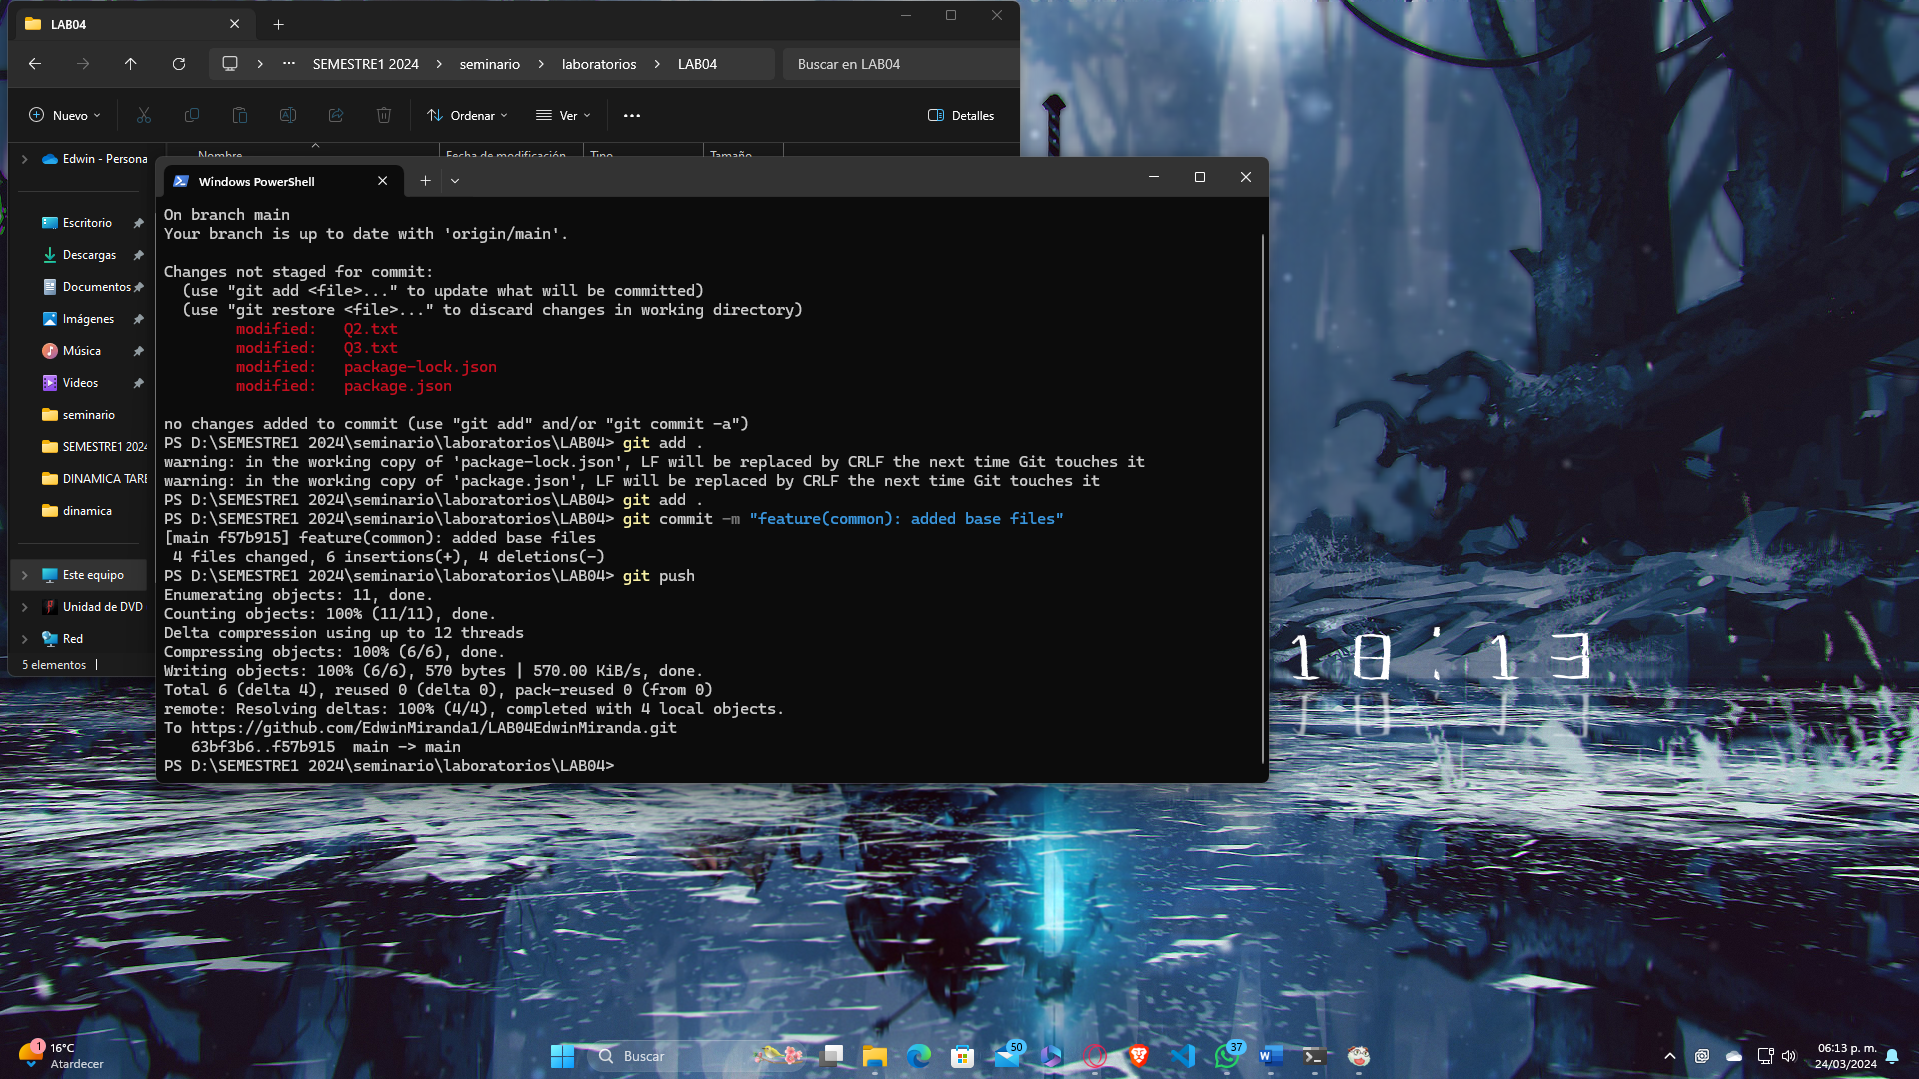 LAB04
SEMESTRE1 2024
seminario
laboratorios
LAB04
Buscar en LAB04
Nuevo
Ordenar
Ver
Detalles
Nombre
Fecha de modificación
Tipo
Tamaño
Edwin - Persona
Escritorio
Descargas
Documentos
Imágenes
Música
Videos
seminario
SEMESTRE1 2024
DINAMICA TARE
dinamica
Este equipo
Unidad de DVD
Red
5 elementos
Windows PowerShell
On branch main
Your branch is up to date with 'origin/main'.
Changes not staged for commit:
(use "git add <file>..." to update what will be committed)
(use "git restore <file>..." to discard changes in working directory)
modified: Q2.txt
modified: Q3.txt
modified: package-lock.json
modified: package.json
no changes added to commit (use "git add" and/or "git commit -a")
PS D:\SEMESTRE1 2024\seminario\laboratorios\LAB04> git add .
warning: in the working copy of 'package-lock.json', LF will be replaced by CRLF the next time Git touches it
warning: in the working copy of 'package.json', LF will be replaced by CRLF the next time Git touches it
PS D:\SEMESTRE1 2024\seminario\laboratorios\LAB04> git add .
PS D:\SEMESTRE1 2024\seminario\laboratorios\LAB04> git commit -m "feature(common): added base files"
[main f57b915] feature(common): added base files
4 files changed, 6 insertions(+), 4 deletions(-)
PS D:\SEMESTRE1 2024\seminario\laboratorios\LAB04> git push
Enumerating objects: 11, done.
Counting objects: 100% (11/11), done.
Delta compression using up to 12 threads
Compressing objects: 100% (6/6), done.
Writing objects: 100% (6/6), 570 bytes | 570.00 KiB/s, done.
Total 6 (delta 4), reused 0 (delta 0), pack-reused 0 (from 0)
remote: Resolving deltas: 100% (4/4), completed with 4 local objects.
To https://github.com/EdwinMiranda1/LAB04EdwinMiranda.git
63bf3b6..f57b915 main -> main
PS D:\SEMESTRE1 2024\seminario\laboratorios\LAB04>
18:13
1
16°C
Atardecer
Buscar
50
37
06:13 p. m.
24/03/2024